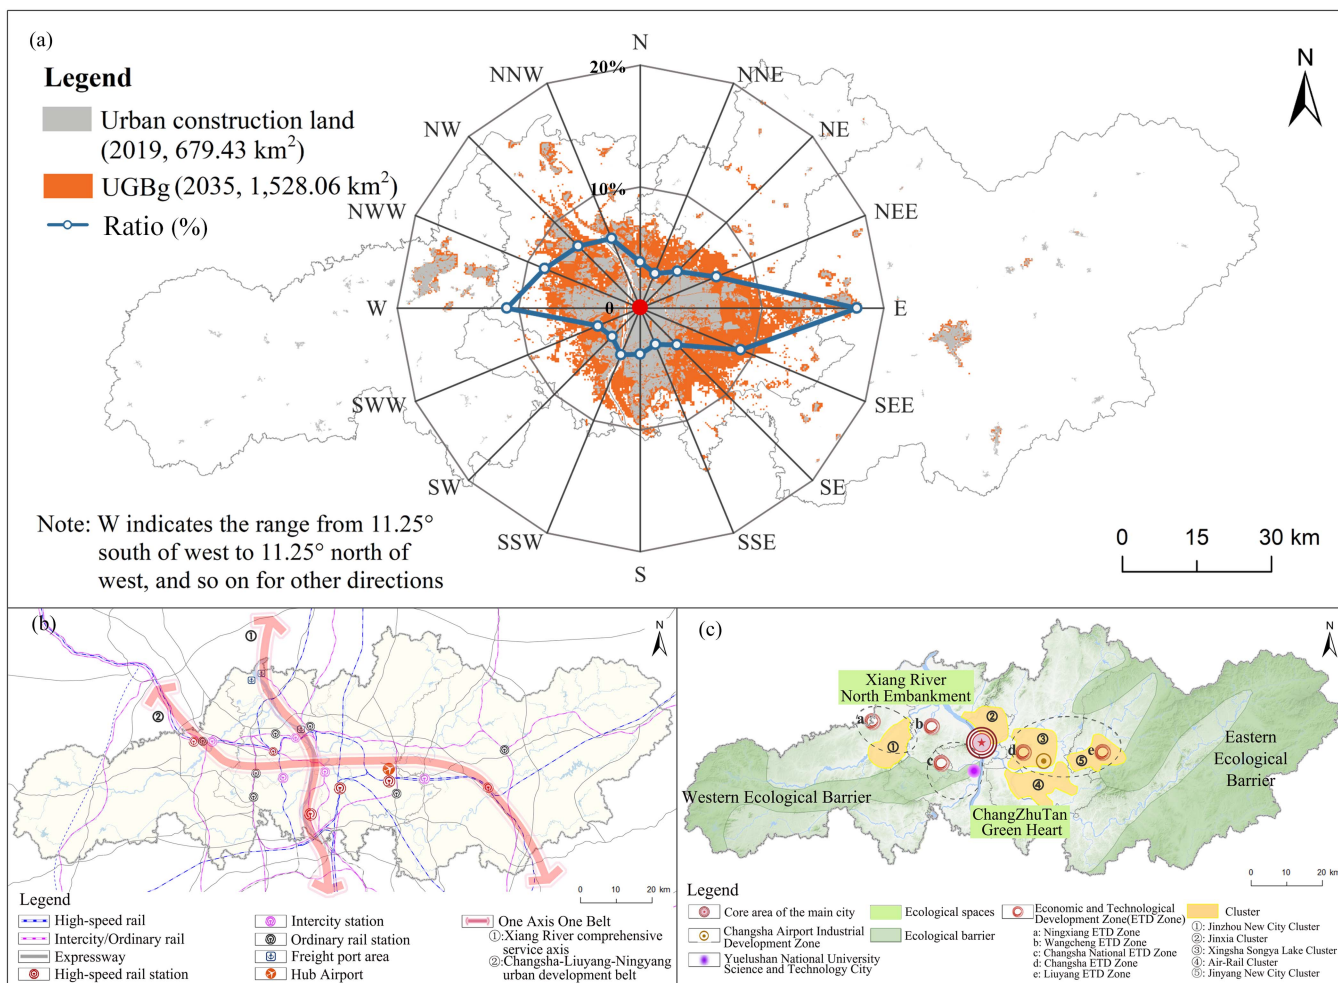 (a)
Legend
Urban construction land
(2019, 679.43 km²)
UGBg (2035, 1,528.06 km²)
Ratio (%)
N
NNE
NE
NEE
E
SEE
SE
SSE
S
SSW
SW
SWW
W
NWW
NW
NNW
20%
10%
0
N
Note: W indicates the range from 11.25°
south of west to 11.25° north of
west, and so on for other directions
0 15 30 km
(b)
①
②
N
0 10 20 km
Legend
High-speed rail
Intercity/Ordinary rail
Expressway
High-speed rail station
Intercity station
Ordinary rail station
Freight port area
Hub Airport
One Axis One Belt
①:Xiang River comprehensive
service axis
②:Changsha-Liuyang-Ningyang
urban development belt
(c)
N
Xiang River
North Embankment
a
b
c
d
e
①
②
③
④
⑤
Western Ecological Barrier
Eastern
Ecological
Barrier
ChangZhuTan
Green Heart
0 10 20 km
Legend
Core area of the main city
Changsha Airport Industrial
Development Zone
Yuelushan National University
Science and Technology City
Ecological spaces
Ecological barrier
Economic and Technological
Development Zone(ETD Zone)
a: Ningxiang ETD Zone
b: Wangcheng ETD Zone
c: Changsha National ETD Zone
d: Changsha ETD Zone
e: Liuyang ETD Zone
Cluster
①: Jinzhou New City Cluster
②: Jinxia Cluster
③: Xingsha Songya Lake Cluster
④: Air-Rail Cluster
⑤: Jinyang New City Cluster